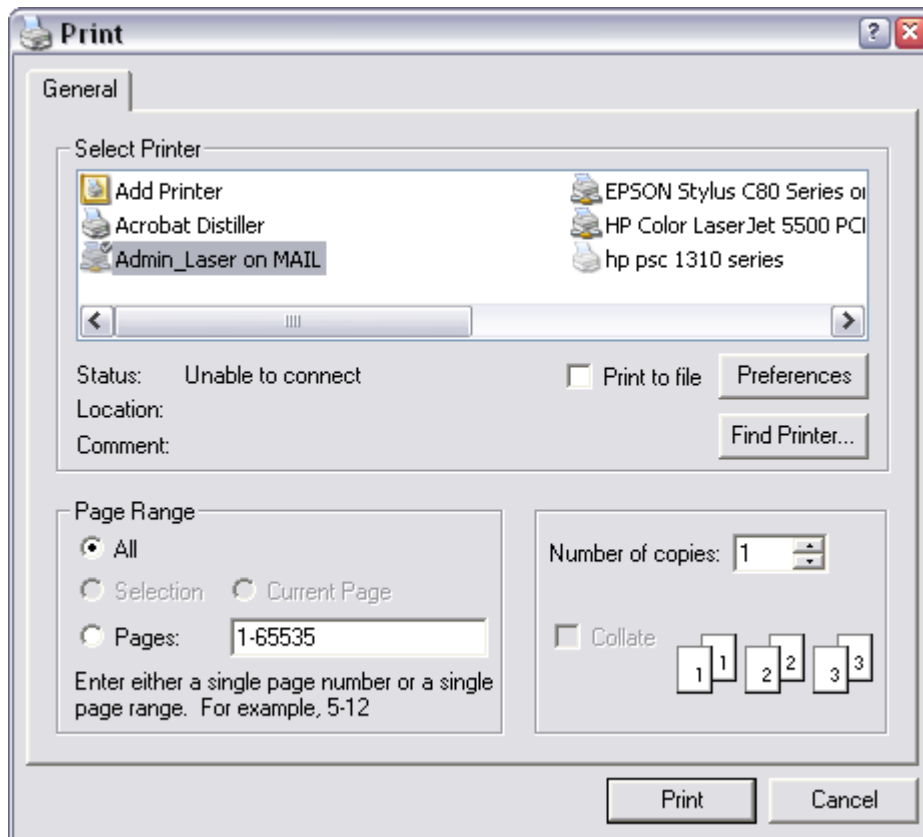 Print
General
Select Printer
Add Printer
Acrobat Distiller
Admin_Laser on MAIL
EPSON Stylus C80 Series
HP Color LaserJet 5500
hp psc 1310 series
Status: Unable to connect
Print to file
Preferences
Location:
Comment:
Find Printer...
Page Range
All
Selection
Current Page
Pages: 1-65535
Enter either a single page number or a single
page range. For example, 5-12
Number of copies: 1
Collate
1 1 2 2 3 3
Print
Cancel